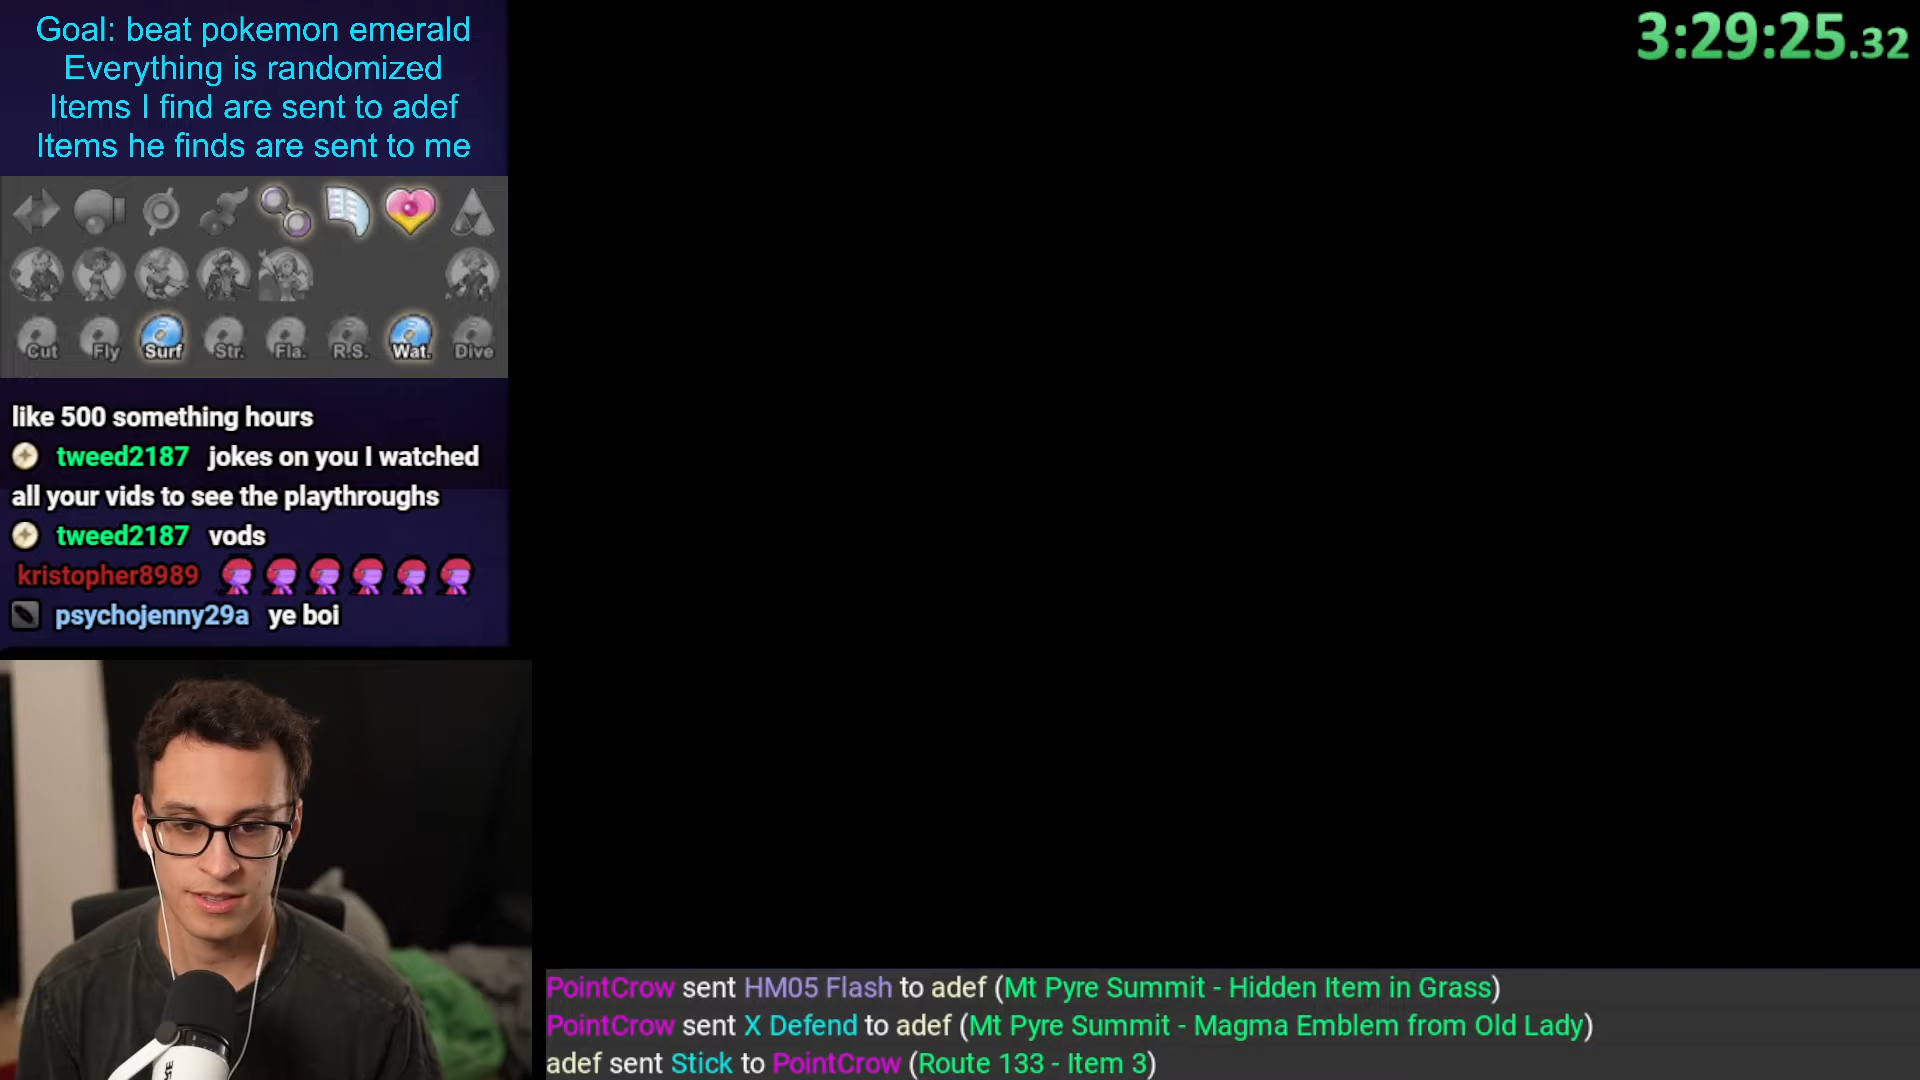 Goal: beat pokemon emerald
Everything is randomized
Items I find are sent to adef
Items he finds are sent to me
3:29:25.32
Cut Fly Surf Str. Fla. R.S. Wat. Dive
like 500 something hours
tweed2187 jokes on you I watched
all your vids to see the playthroughs
tweed2187 vods
kristopher8989
psychojenny29a ye boi
PointCrow sent HM05 Flash to adef (Mt Pyre Summit - Hidden Item in Grass)
PointCrow sent X Defend to adef (Mt Pyre Summit - Magma Emblem from Old Lady)
adef sent Stick to PointCrow (Route 133 - Item 3)